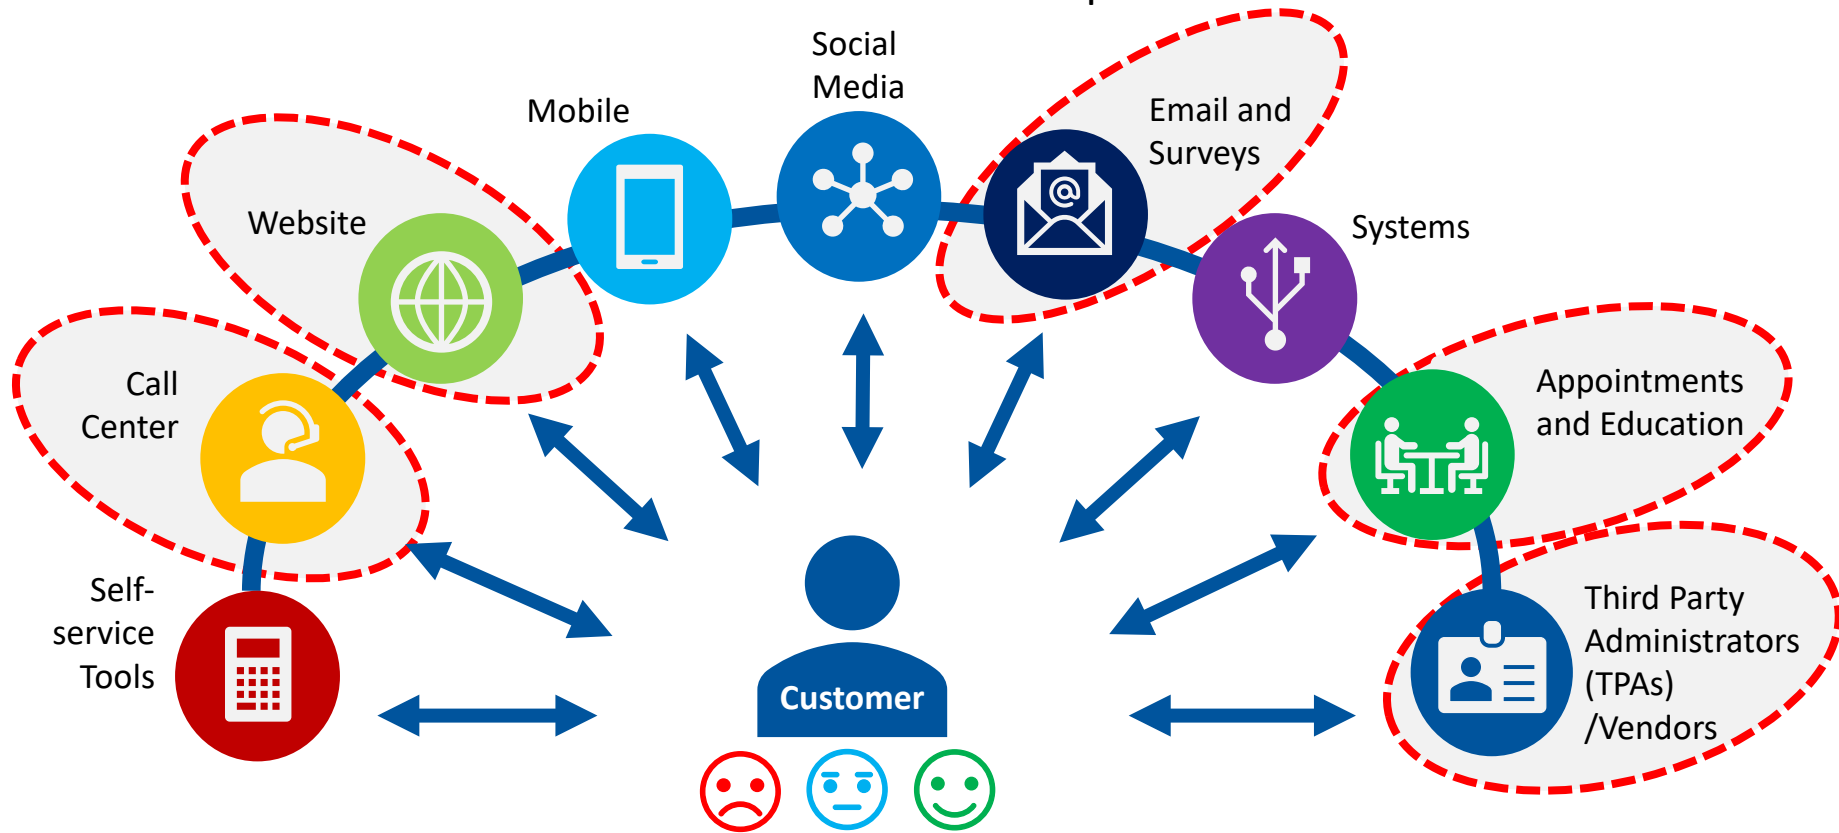 Social
Media
Mobile
Email and
Surveys
Website
Systems
Call
Center
Appointments
and Education
Self-
service
Tools
Third Party
Administrators
(TPAs)
/Vendors
Customer